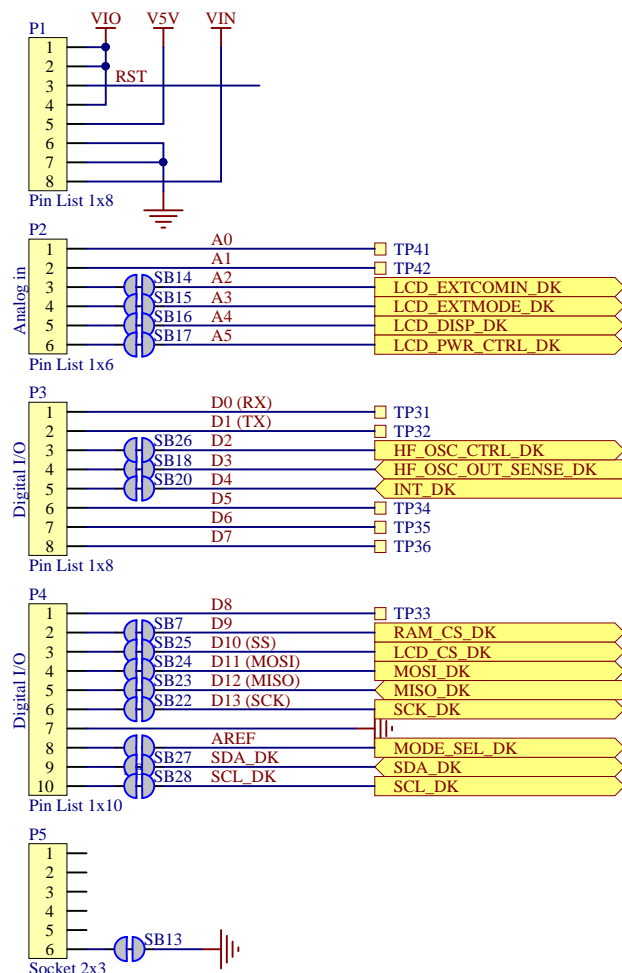 VIO V5V VIN
P1
1
2
3 RST
4
5
6
7
8
Pin List 1x8
P2
Analog in
1 A0 TP41
2 A1 TP42
3 SB14 A2 LCD_EXTCOMIN_DK
4 SB15 A3 LCD_EXTMODE_DK
5 SB16 A4 LCD_DISP_DK
6 SB17 A5 LCD_PWR_CTRL_DK
Pin List 1x6
P3
Digital I/O
1 D0 (RX) TP31
2 D1 (TX) TP32
3 SB26 D2 HF_OSC_CTRL_DK
4 SB18 D3 HF_OSC_OUT_SENSE_DK
5 SB20 D4 INT_DK
6 D5 TP34
7 D6 TP35
8 D7 TP36
Pin List 1x8
P4
Digital I/O
1 D8 TP33
2 SB7 D9 RAM_CS_DK
3 SB25 D10 (SS) LCD_CS_DK
4 SB24 D11 (MOSI) MOSI_DK
5 SB23 D12 (MISO) MISO_DK
6 SB22 D13 (SCK) SCK_DK
7
8 AREF MODE_SEL_DK
9 SB27 SDA_DK SDA_DK
10 SB28 SCL_DK SCL_DK
Pin List 1x10
P5
1
2
3
4
5
6 SB13
Socket 2x3